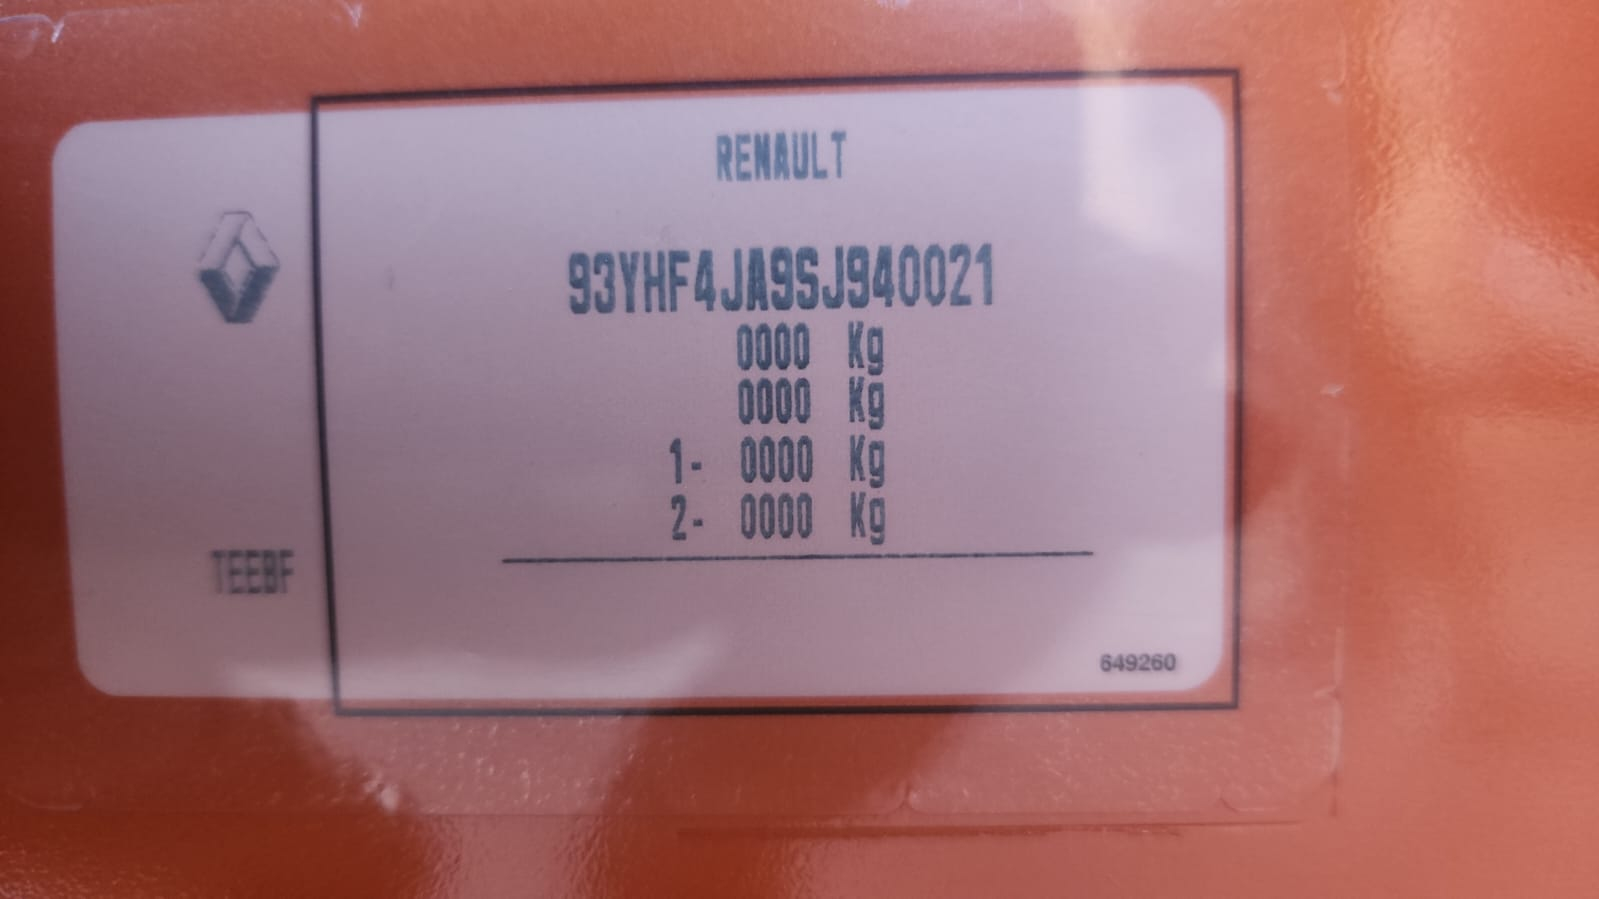 RENAULT
93YHF4JA9SJ940021
0000 Kg
0000 Kg
1- 0000 Kg
2- 0000 Kg
TEEBF
649260